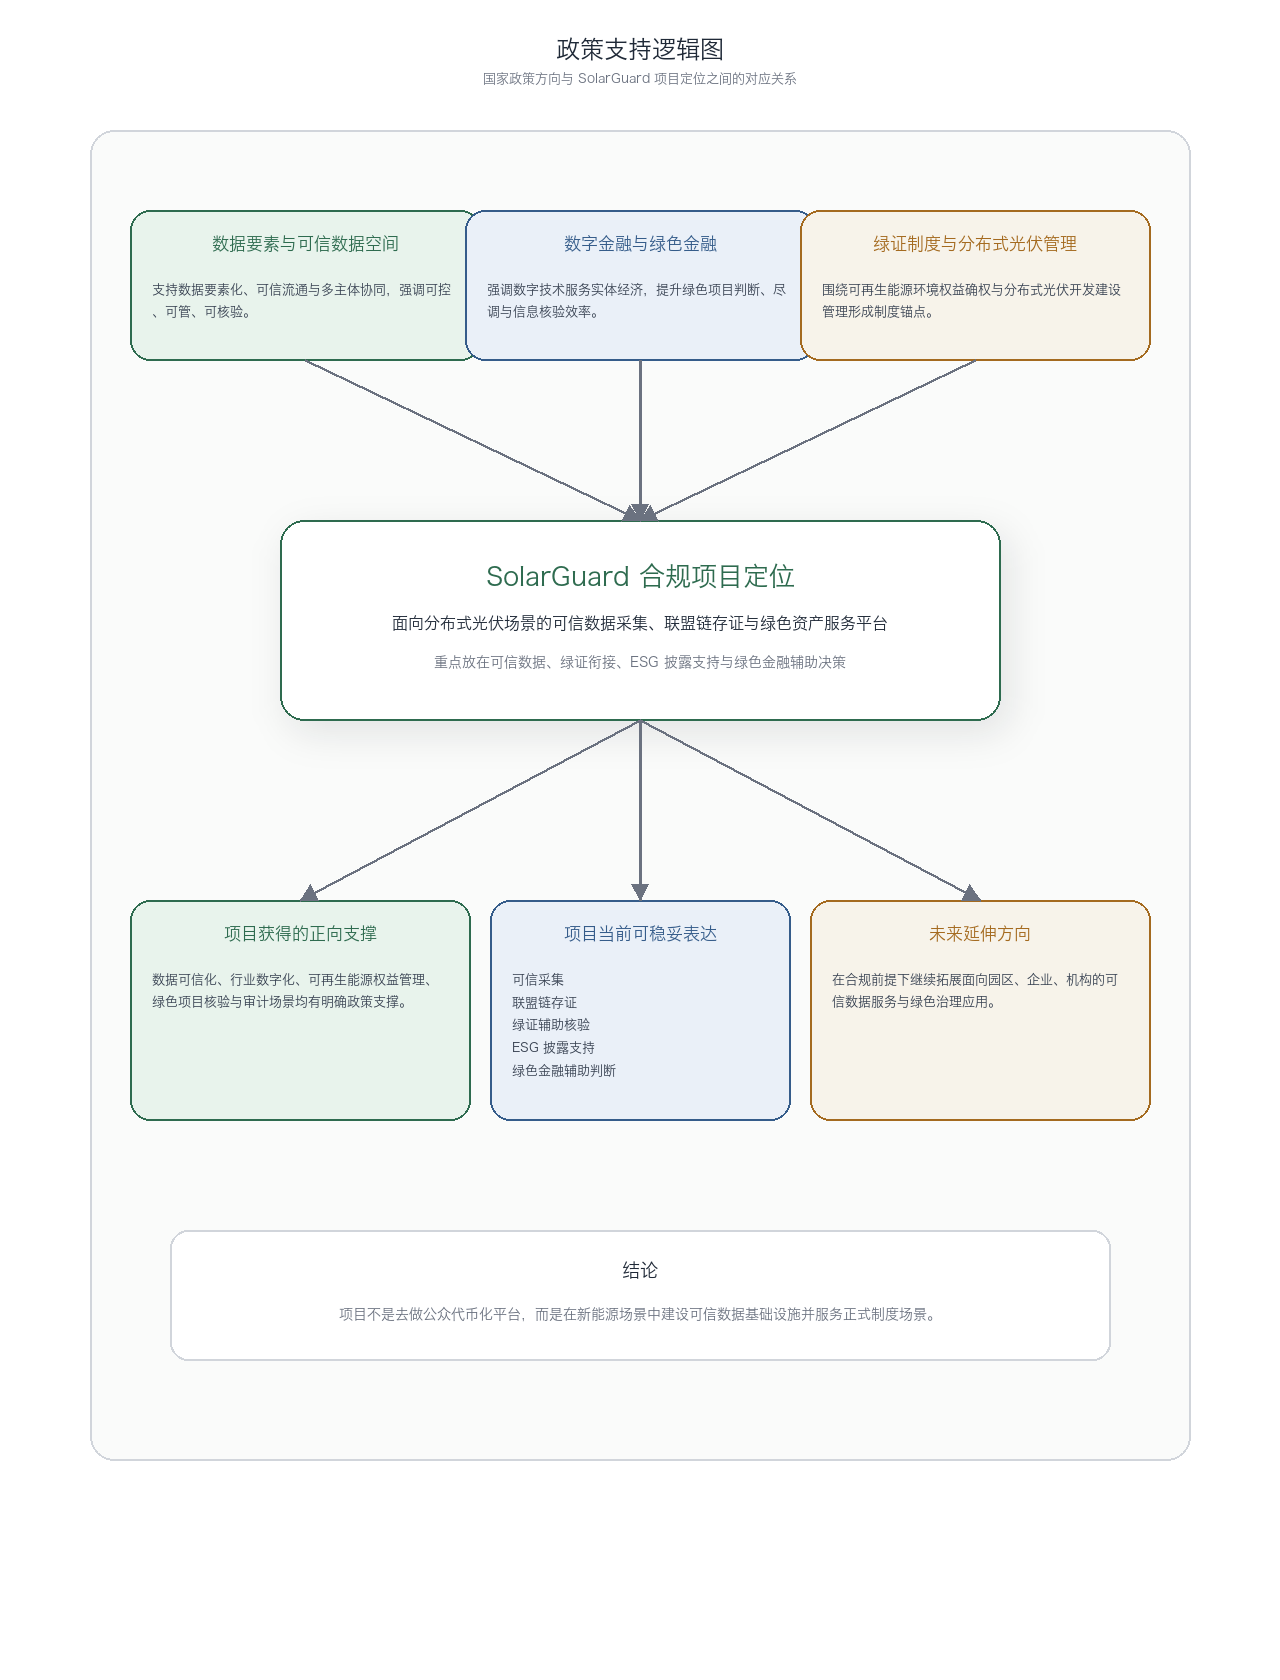 政策支持逻辑图
国家政策方向与 SolarGuard 项目定位之间的对应关系
数据要素与可信数据空间
支持数据要素化、可信流通与多主体协同，强调可控
、可管、可核验。
数字金融与绿色金融
强调数字技术服务实体经济，提升绿色项目判断、尽
调与信息核验效率。
绿证制度与分布式光伏管理
围绕可再生能源环境权益确权与分布式光伏开发建设
管理形成制度锚点。
SolarGuard 合规项目定位
面向分布式光伏场景的可信数据采集、联盟链存证与绿色资产服务平台
重点放在可信数据、绿证衔接、ESG 披露支持与绿色金融辅助决策
项目获得的正向支撑
数据可信化、行业数字化、可再生能源权益管理、
绿色项目核验与审计场景均有明确政策支撑。
项目当前可稳妥表达
可信采集
联盟链存证
绿证辅助核验
ESG 披露支持
绿色金融辅助判断
未来延伸方向
在合规前提下继续拓展面向园区、企业、机构的可
信数据服务与绿色治理应用。
结论
项目不是去做公众代币化平台，而是在新能源场景中建设可信数据基础设施并服务正式制度场景。